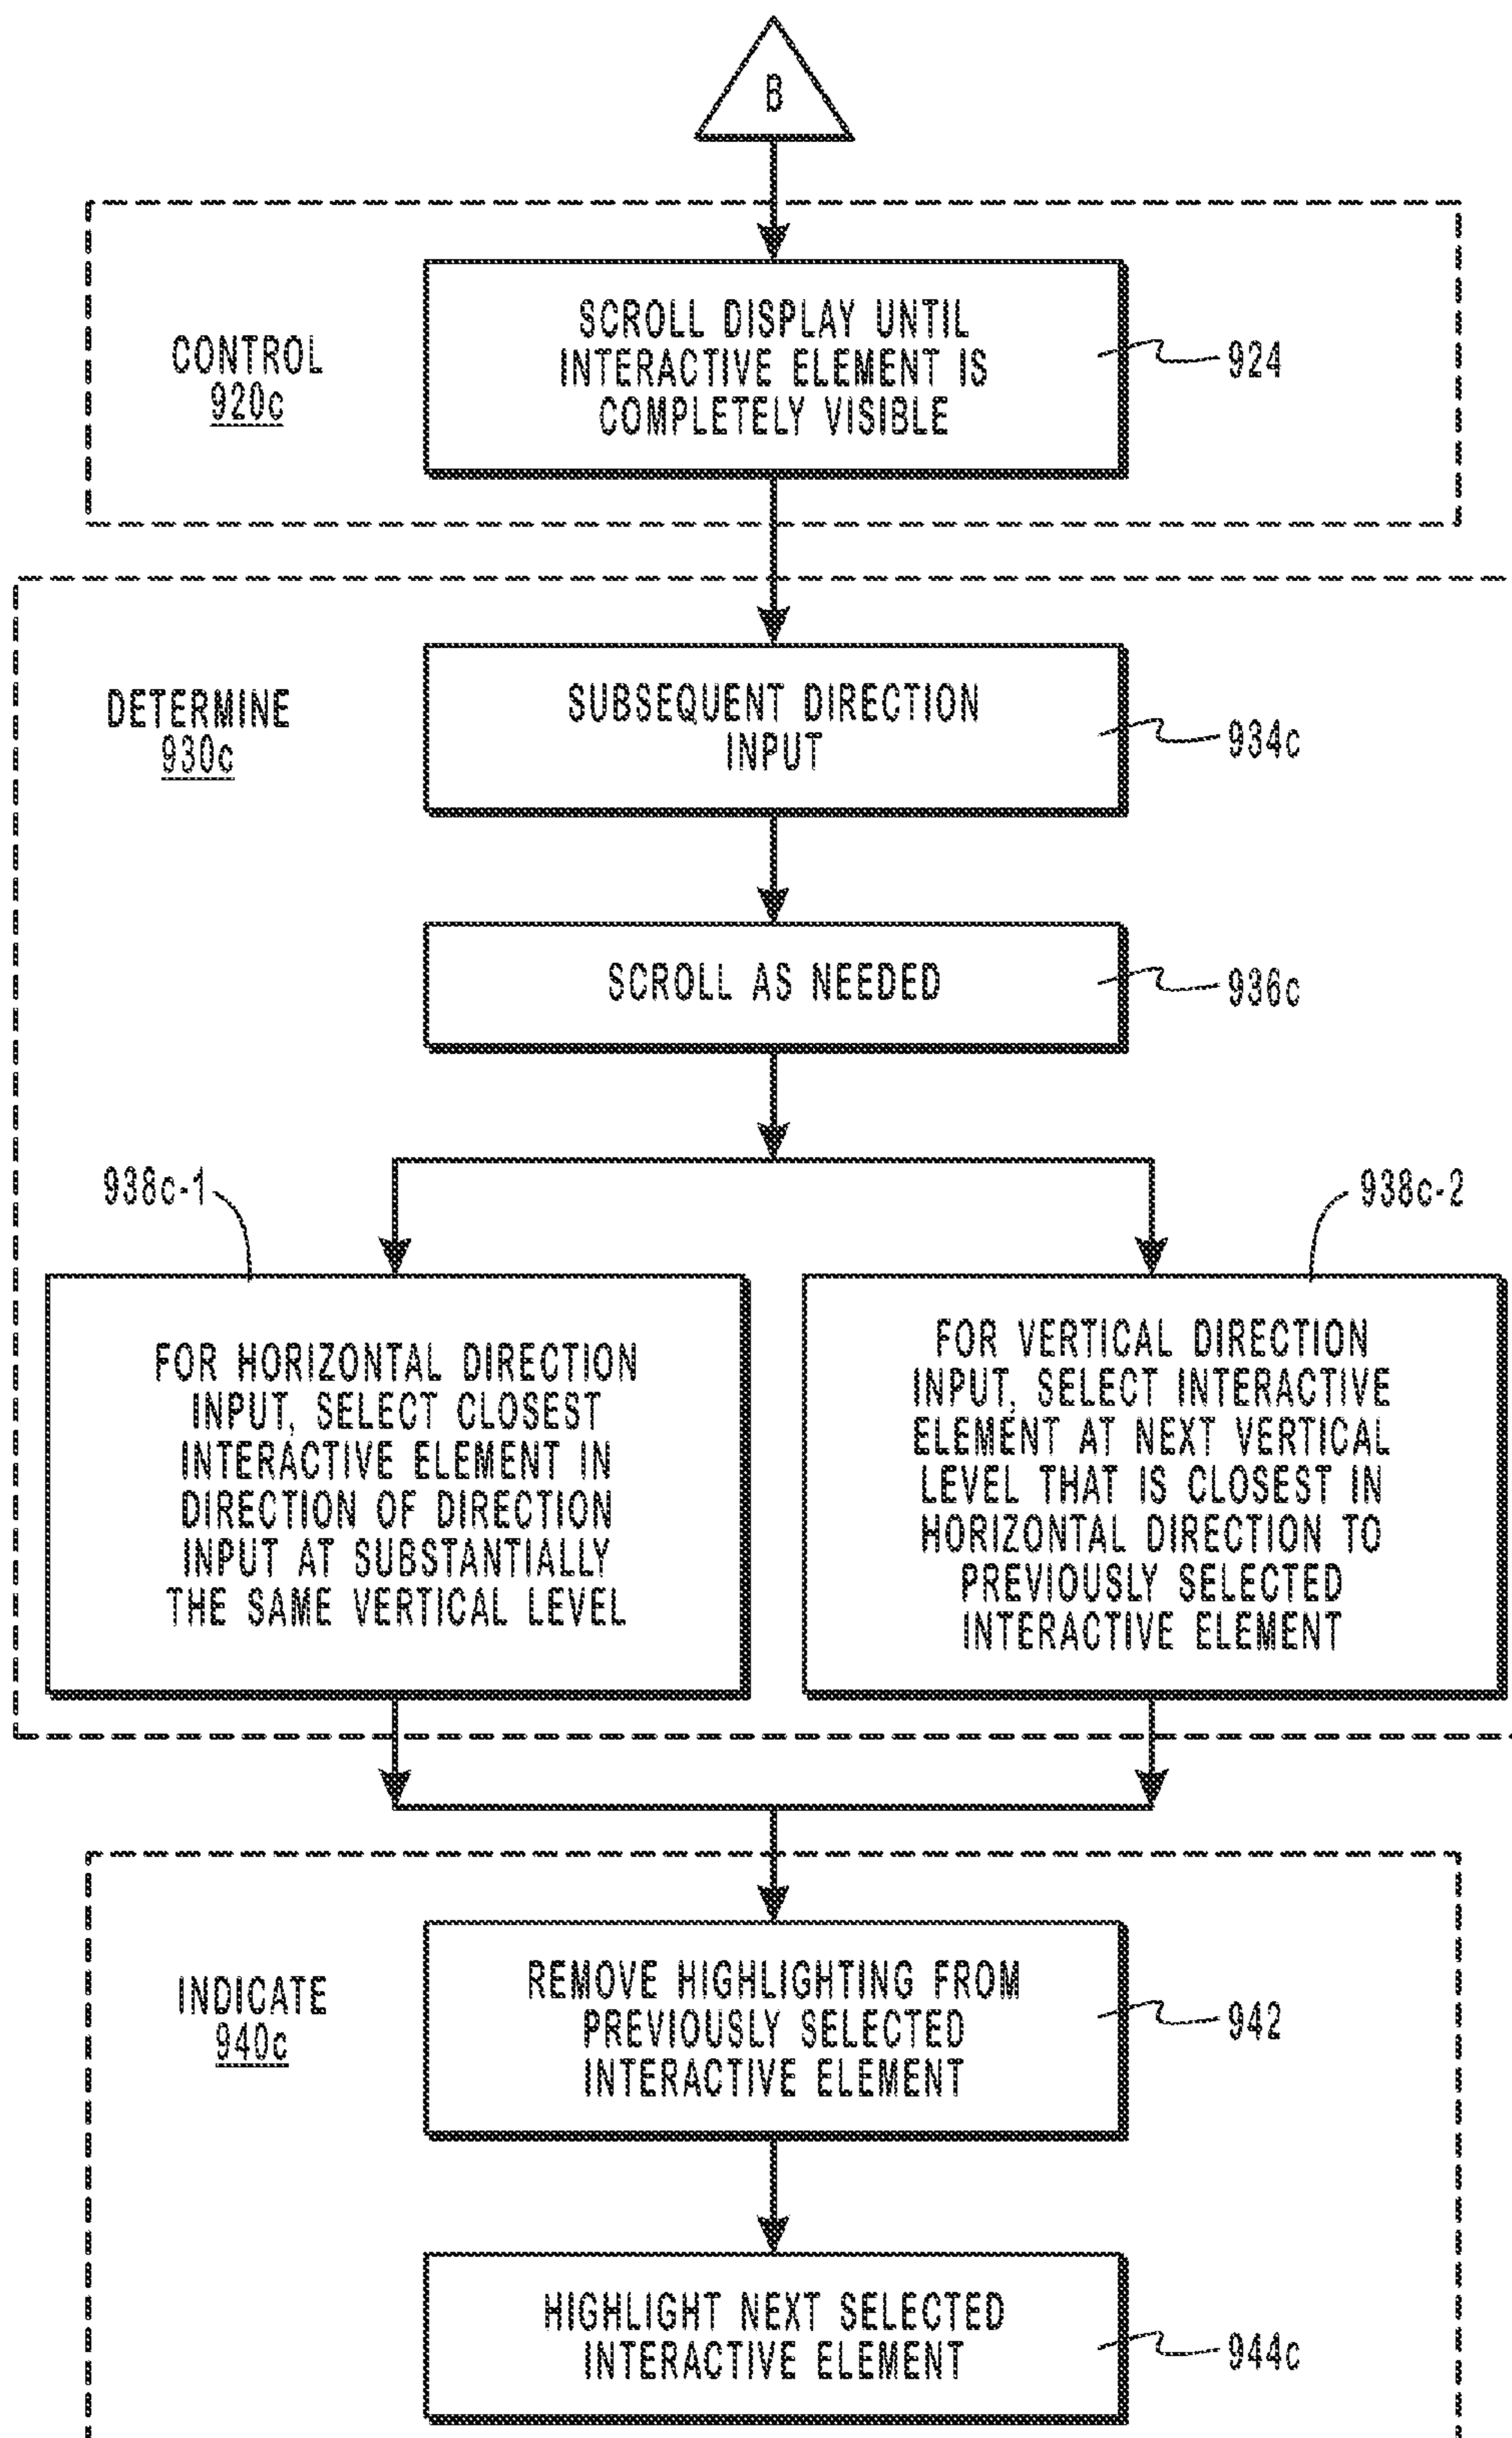 B
CONTROL
920c
SCROLL DISPLAY UNTIL
INTERACTIVE ELEMENT IS
COMPLETELY VISIBLE
924
DETERMINE
930c
SUBSEQUENT DIRECTION
INPUT
934c
SCROLL AS NEEDED
936c
938c-1
938c-2
FOR HORIZONTAL DIRECTION
INPUT, SELECT CLOSEST
INTERACTIVE ELEMENT IN
DIRECTION OF DIRECTION
INPUT AT SUBSTANTIALLY
THE SAME VERTICAL LEVEL
FOR VERTICAL DIRECTION
INPUT, SELECT INTERACTIVE
ELEMENT AT NEXT VERTICAL
LEVEL THAT IS CLOSEST IN
HORIZONTAL DIRECTION TO
PREVIOUSLY SELECTED
INTERACTIVE ELEMENT
INDICATE
940c
REMOVE HIGHLIGHTING FROM
PREVIOUSLY SELECTED
INTERACTIVE ELEMENT
942
HIGHLIGHT NEXT SELECTED
INTERACTIVE ELEMENT
944c